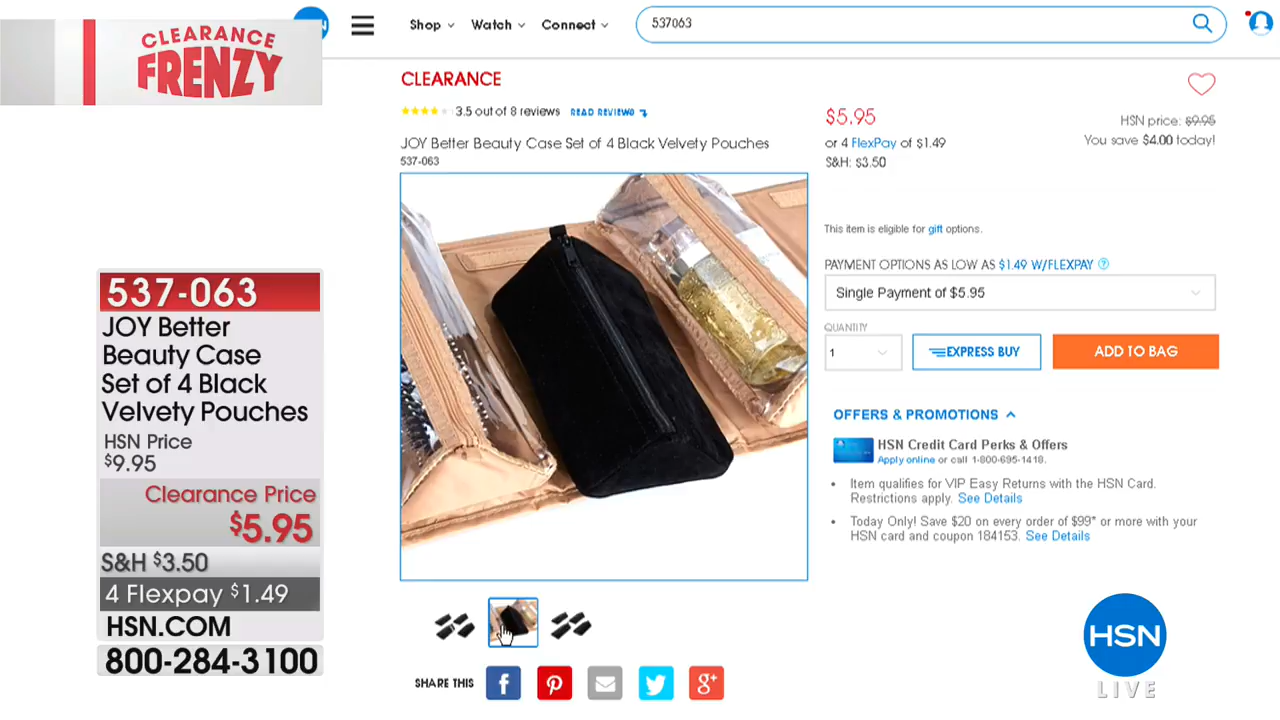 CLEARANCE
FRENZY
Shop
Watch
Connect
537063
CLEARANCE
3.5 out of 8 reviews READ REVIEWS
JOY Better Beauty Case Set of 4 Black Velvety Pouches
537-063
$5.95
HSN price: $9.95
or 4 FlexPay of $1.49
You save $4.00 today!
S&H: $3.50
This item is eligible for gift options.
PAYMENT OPTIONS AS LOW AS $1.49 W/FLEXPAY ?
Single Payment of $5.95
QUANTITY
1
EXPRESS BUY
ADD TO BAG
OFFERS & PROMOTIONS
HSN Credit Card Perks & Offers
Apply online or call 1-800-695-1418.
• Item qualifies for VIP Easy Returns with the HSN Card.
Restrictions apply. See Details
• Today Only! Save $20 on every order of $99* or more with your
HSN card and coupon 184153. See Details
537-063
JOY Better
Beauty Case
Set of 4 Black
Velvety Pouches
HSN Price
$9.95
Clearance Price
$5.95
S&H $3.50
4 Flexpay $1.49
HSN.COM
800-284-3100
SHARE THIS
HSN
LIVE